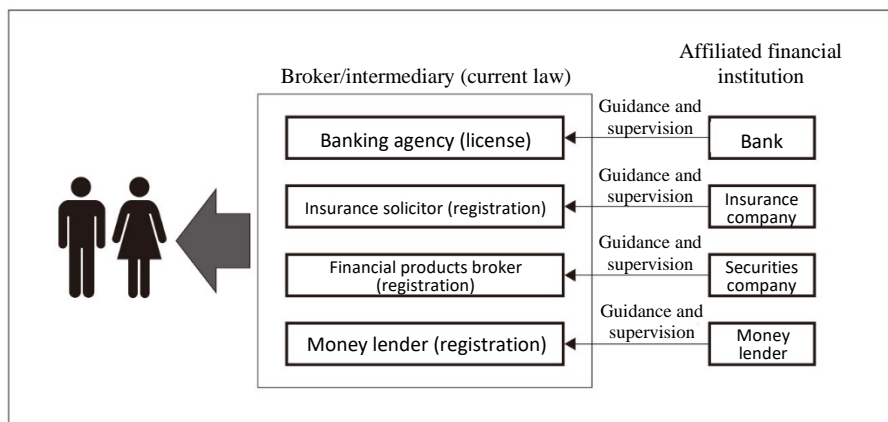 Affiliated financial
institution
Broker/intermediary (current law)
Guidance and
supervision
Banking agency (license)
Bank
Guidance and
supervision
Insurance solicitor (registration)
Insurance
company
Guidance and
supervision
Financial products broker
(registration)
Securities
company
Guidance and
supervision
Money lender (registration)
Money
lender